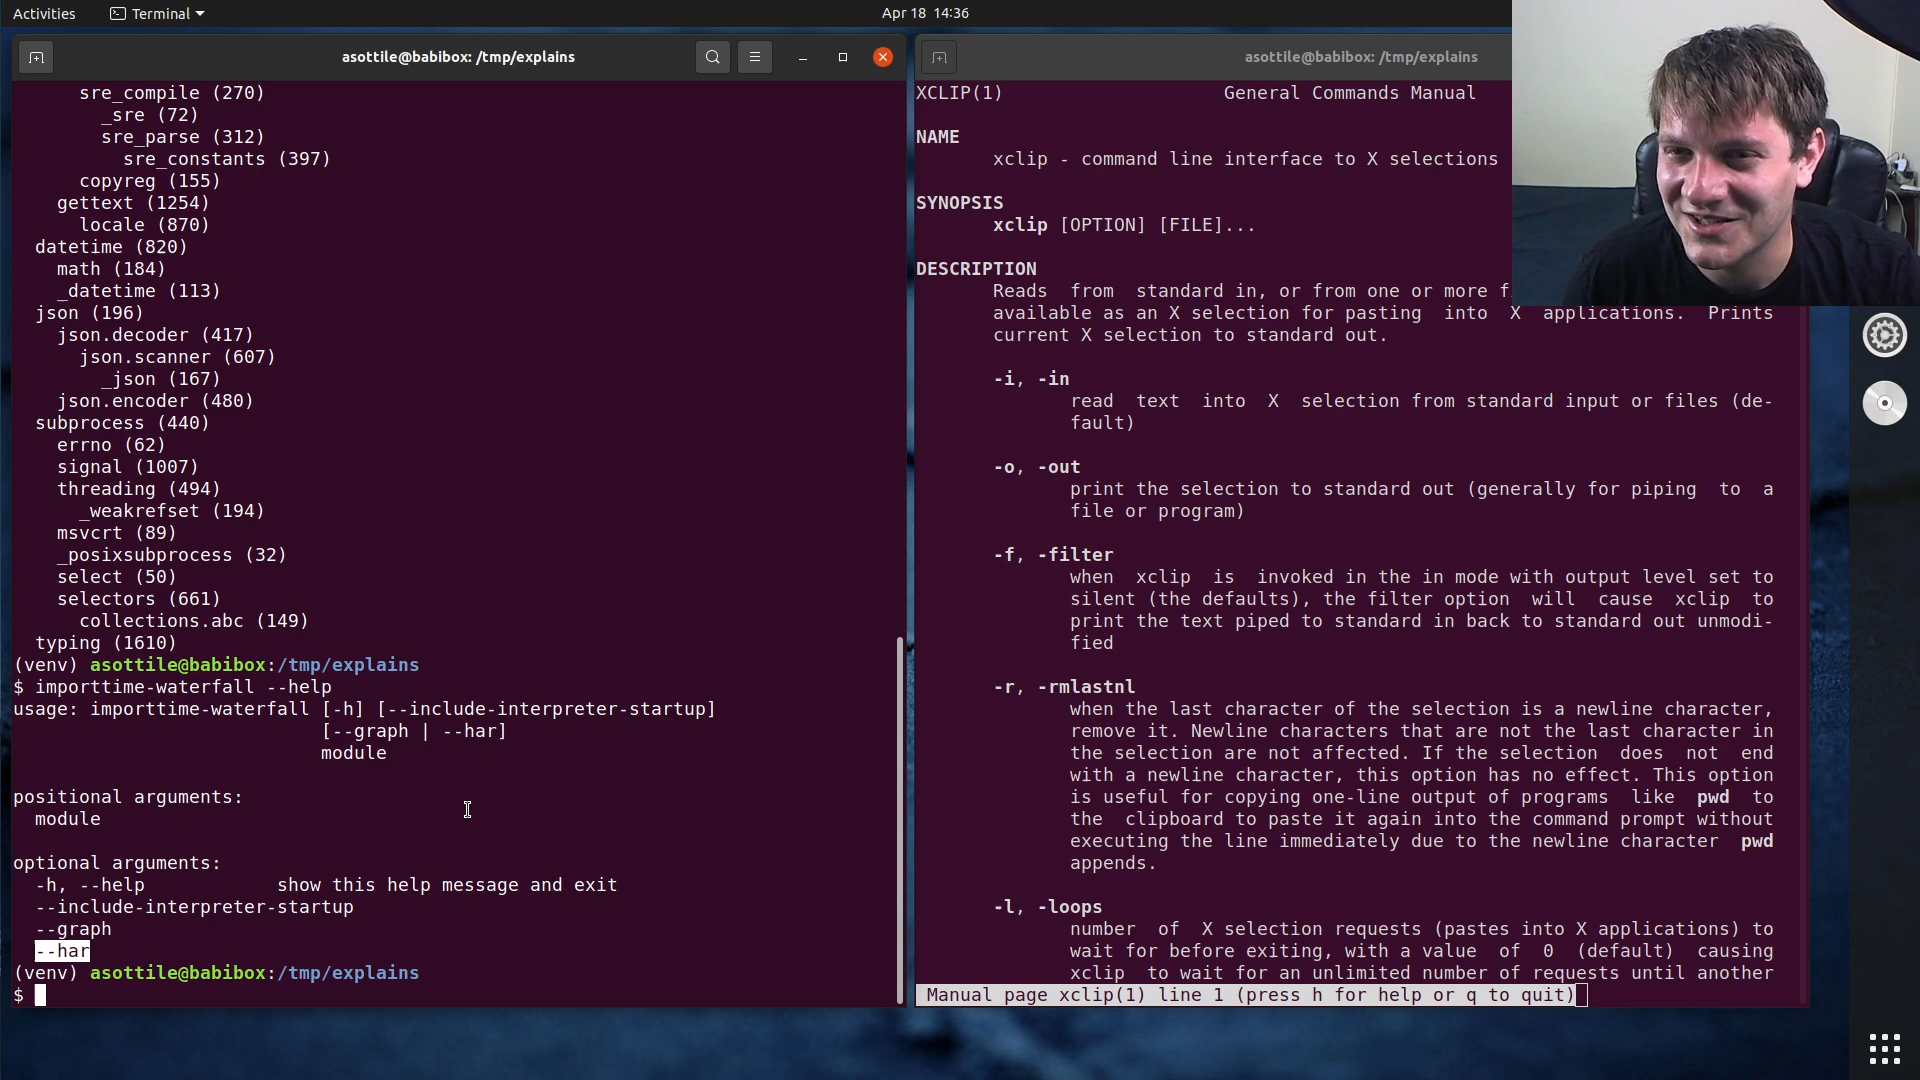 Activities
Terminal
Apr 18 14:36
asottile@babibox: /tmp/explains
sre_compile (270)
_sre (72)
sre_parse (312)
sre_constants (397)
copyreg (155)
gettext (1254)
locale (870)
datetime (820)
math (184)
_datetime (113)
json (196)
json.decoder (417)
json.scanner (607)
_json (167)
json.encoder (480)
subprocess (440)
errno (62)
signal (1007)
threading (494)
_weakrefset (194)
msvcrt (89)
_posixsubprocess (32)
select (50)
selectors (661)
collections.abc (149)
typing (1610)
(venv) asottile@babibox:/tmp/explains
$ importtime-waterfall --help
usage: importtime-waterfall [-h] [--include-interpreter-startup]
[--graph | --har]
module
positional arguments:
module
optional arguments:
-h, --help show this help message and exit
--include-interpreter-startup
--graph
--har
(venv) asottile@babibox:/tmp/explains
$
asottile@babibox: /tmp/explains
XCLIP(1) General Commands Manual
NAME
xclip - command line interface to X selections
SYNOPSIS
xclip [OPTION] [FILE]...
DESCRIPTION
Reads from standard in, or from one or more
available as an X selection for pasting into X applications. Prints
current X selection to standard out.
-i, -in
read text into X selection from standard input or files (de-
fault)
-o, -out
print the selection to standard out (generally for piping to a
file or program)
-f, -filter
when xclip is invoked in the in mode with output level set to
silent (the defaults), the filter option will cause xclip to
print the text piped to standard in back to standard out unmodi-
fied
-r, -rmlastnl
when the last character of the selection is a newline character,
remove it. Newline characters that are not the last character in
the selection are not affected. If the selection does not end
with a newline character, this option has no effect. This option
is useful for copying one-line output of programs like pwd to
the clipboard to paste it again into the command prompt without
executing the line immediately due to the newline character pwd
appends.
-l, -loops
number of X selection requests (pastes into X applications) to
wait for before exiting, with a value of 0 (default) causing
xclip to wait for an unlimited number of requests until another
Manual page xclip(1) line 1 (press h for help or q to quit)